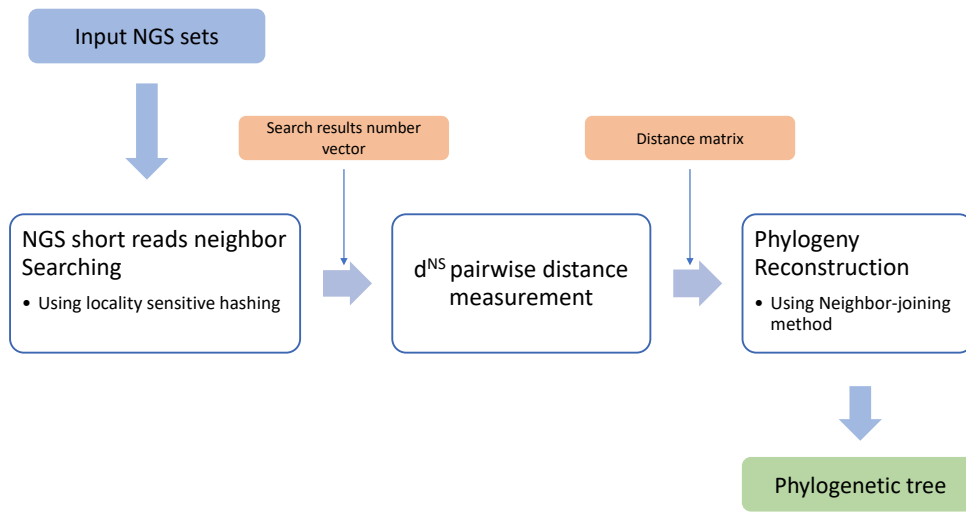 Input NGS sets
Search results number
vector
Distance matrix
NGS short reads neighbor
Searching
• Using locality sensitive hashing
d^NS pairwise distance
measurement
Phylogeny
Reconstruction
• Using Neighbor-joining
method
Phylogenetic tree